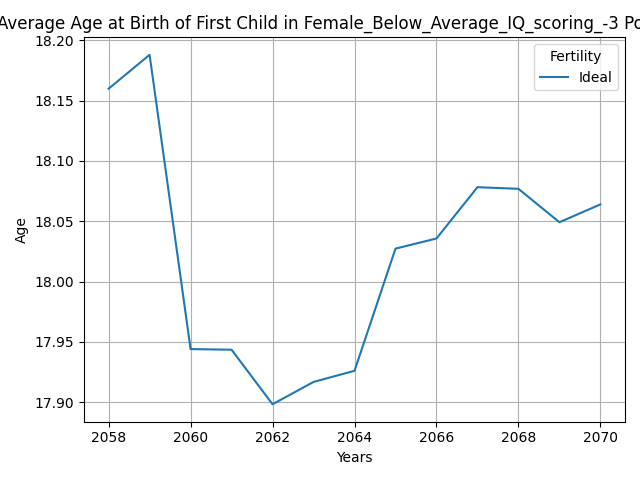 Average Age at Birth of First Child in Female_Below_Average_IQ_scoring_-3 Po
18.20
18.15
18.10
18.05
18.00
17.95
17.90
Age
Fertility
Ideal
2058 2060 2062 2064 2066 2068 2070
Years